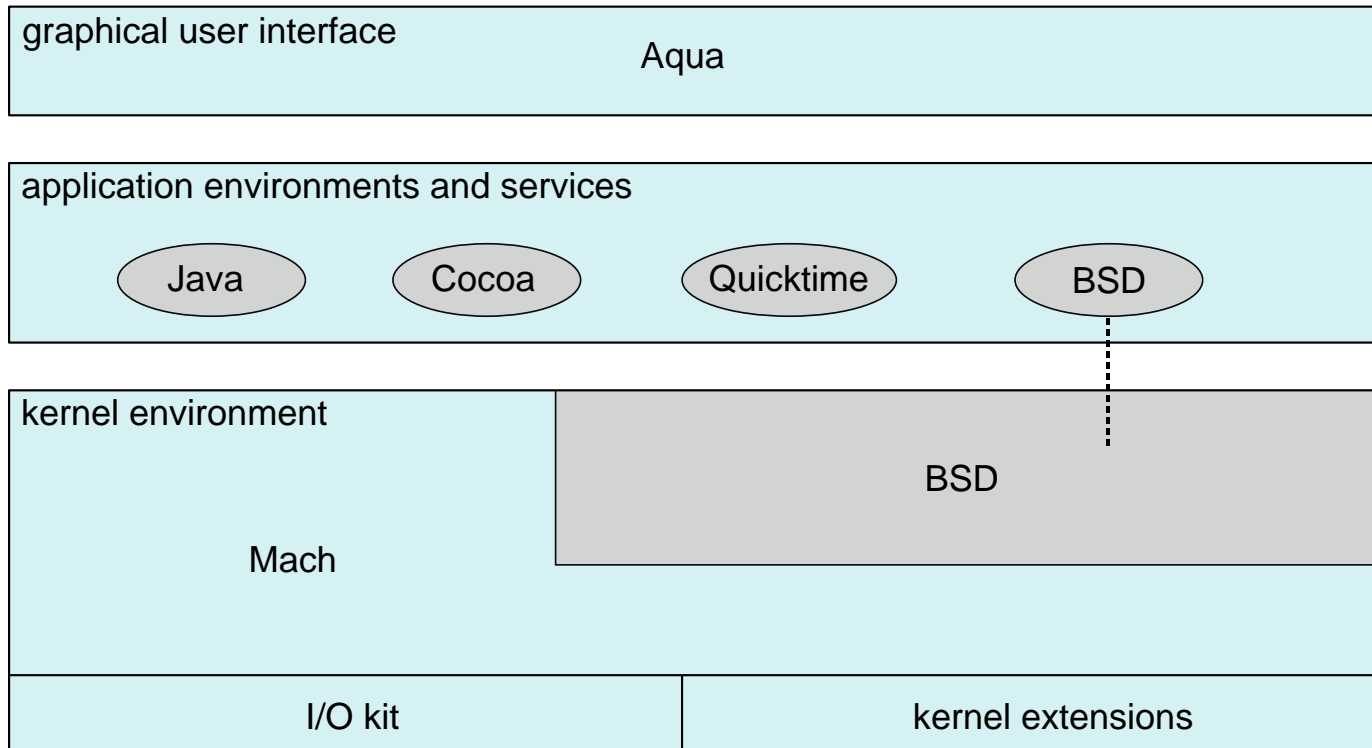 graphical user interface
Aqua
application environments and services
Java
Cocoa
Quicktime
BSD
kernel environment
BSD
Mach
I/O kit
kernel extensions